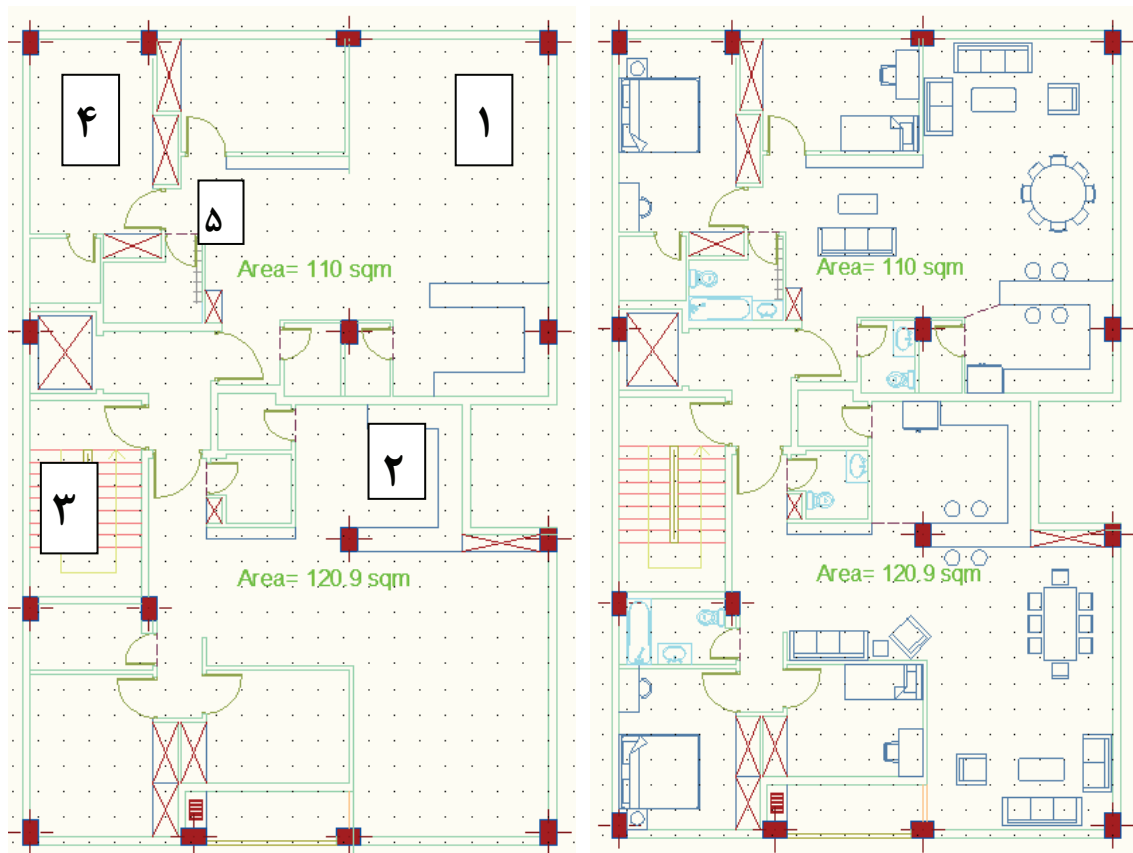 ۴
۱
۵
Area= 110 sqm
Area= 110 sqm
۲
۳
Area= 120.9 sqm
Area= 120.9 sqm